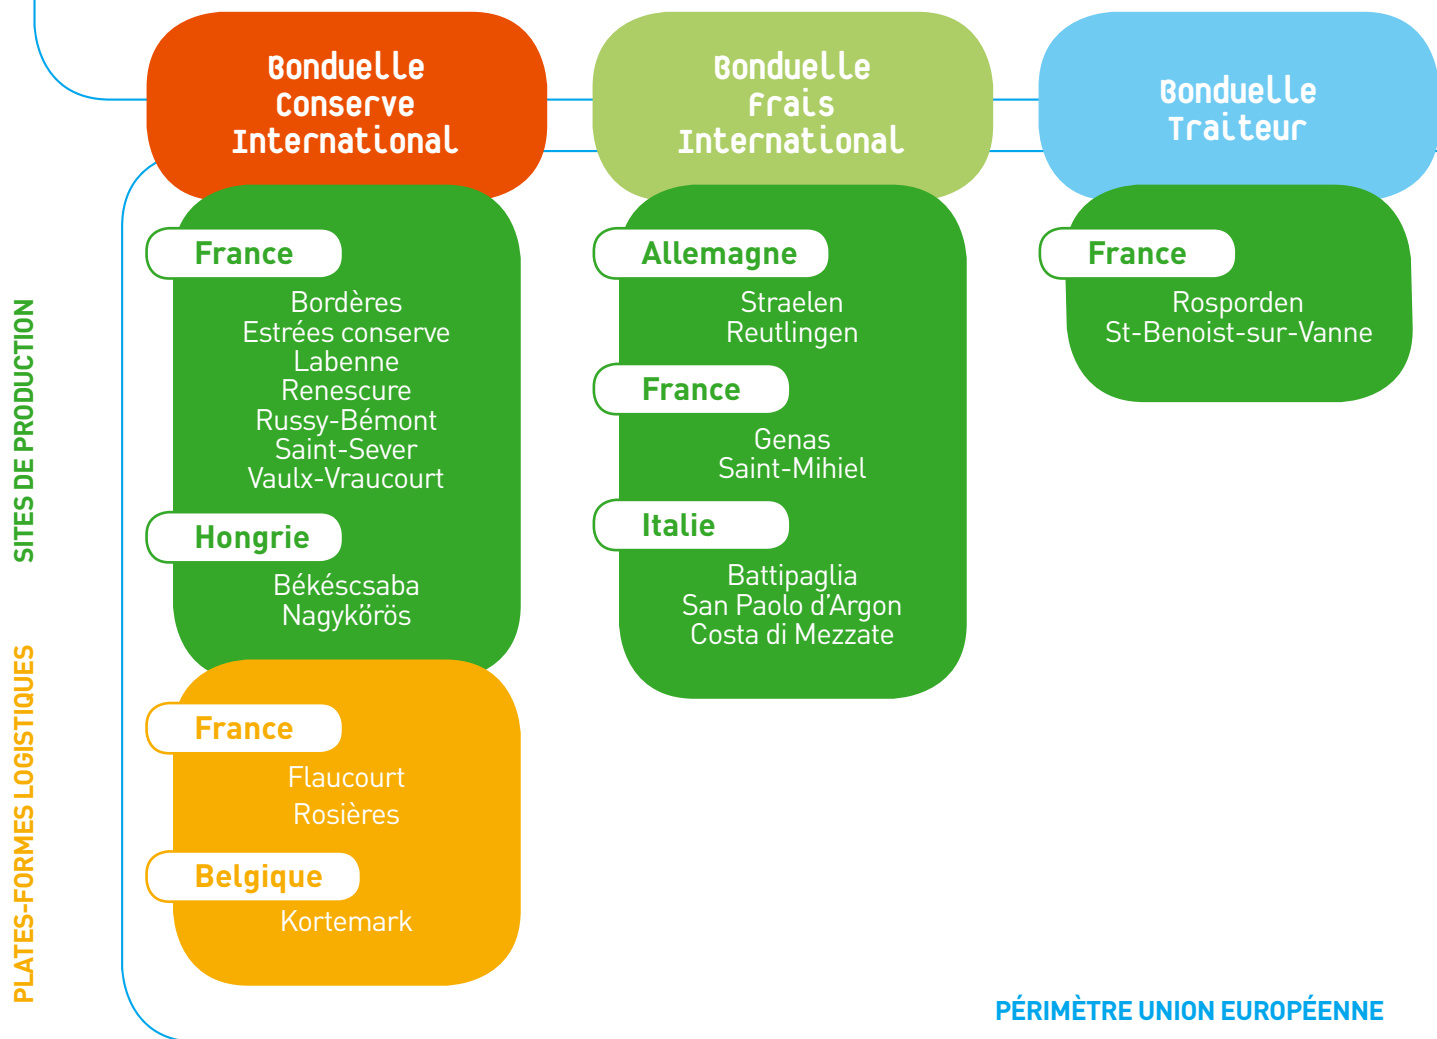 Bonduelle
Conserve
International
Bonduelle
Frais
International
Bonduelle
Traiteur
SITES DE PRODUCTION
France
Bordères
Estrées conserve
Labenne
Renescure
Russy-Bémont
Saint-Sever
Vaulx-Vraucourt
Hongrie
Békéscsaba
Nagykőrös
Allemagne
Straelen
Reutlingen
France
Genas
Saint-Mihiel
Italie
Battipaglia
San Paolo d’Argon
Costa di Mezzate
France
Rosporden
St-Benoist-sur-Vanne
PLATES-FORMES LOGISTIQUES
France
Flaucourt
Rosières
Belgique
Kortemark
PÉRIMÈTRE UNION EUROPÉENNE